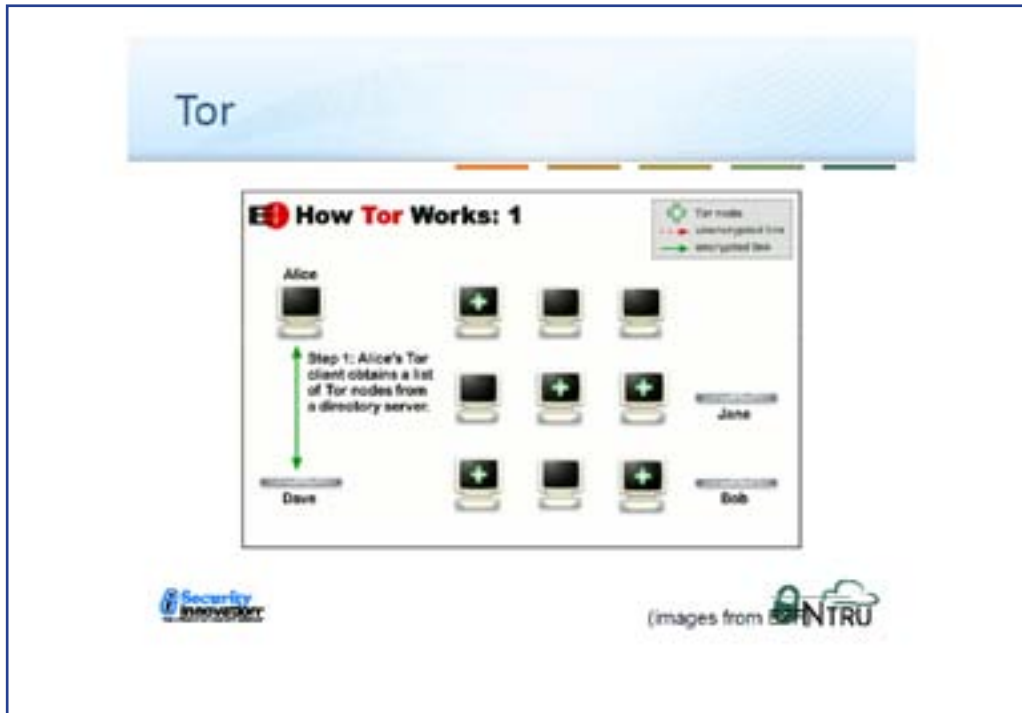 Tor
How Tor Works: 1
Tor node
unencrypted link
encrypted link
Alice
Step 1: Alice's Tor
client obtains a list
of Tor nodes from
a directory server.
Jane
Dave
Bob
Security
Innovation
(images from
NTRU